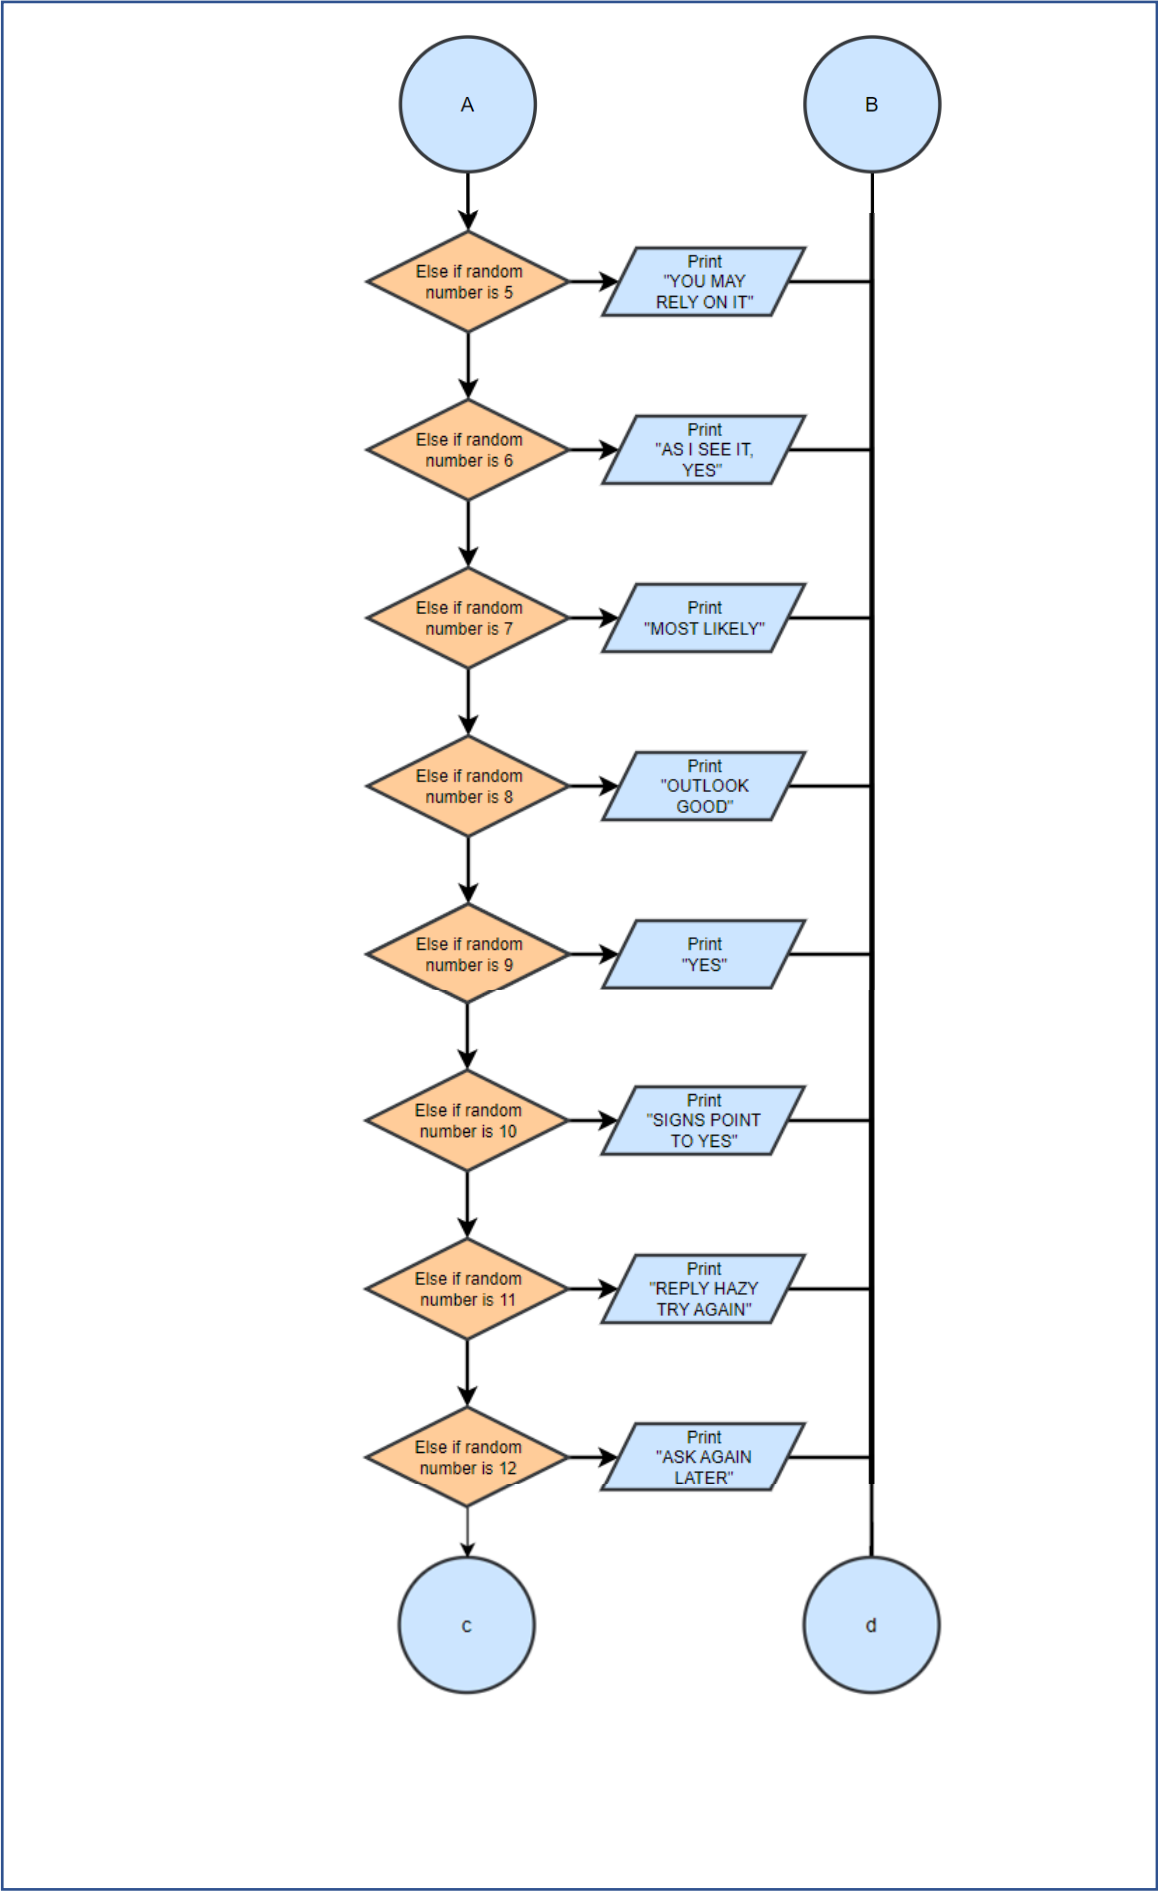 A
B
Else if random
number is 5
Print
"YOU MAY
RELY ON IT"
Else if random
number is 6
Print
"AS I SEE IT,
YES"
Else if random
number is 7
Print
"MOST LIKELY"
Else if random
number is 8
Print
"OUTLOOK
GOOD"
Else if random
number is 9
Print
"YES"
Else if random
number is 10
Print
"SIGNS POINT
TO YES"
Else if random
number is 11
Print
"REPLY HAZY
TRY AGAIN"
Else if random
number is 12
Print
"ASK AGAIN
LATER"
c
d